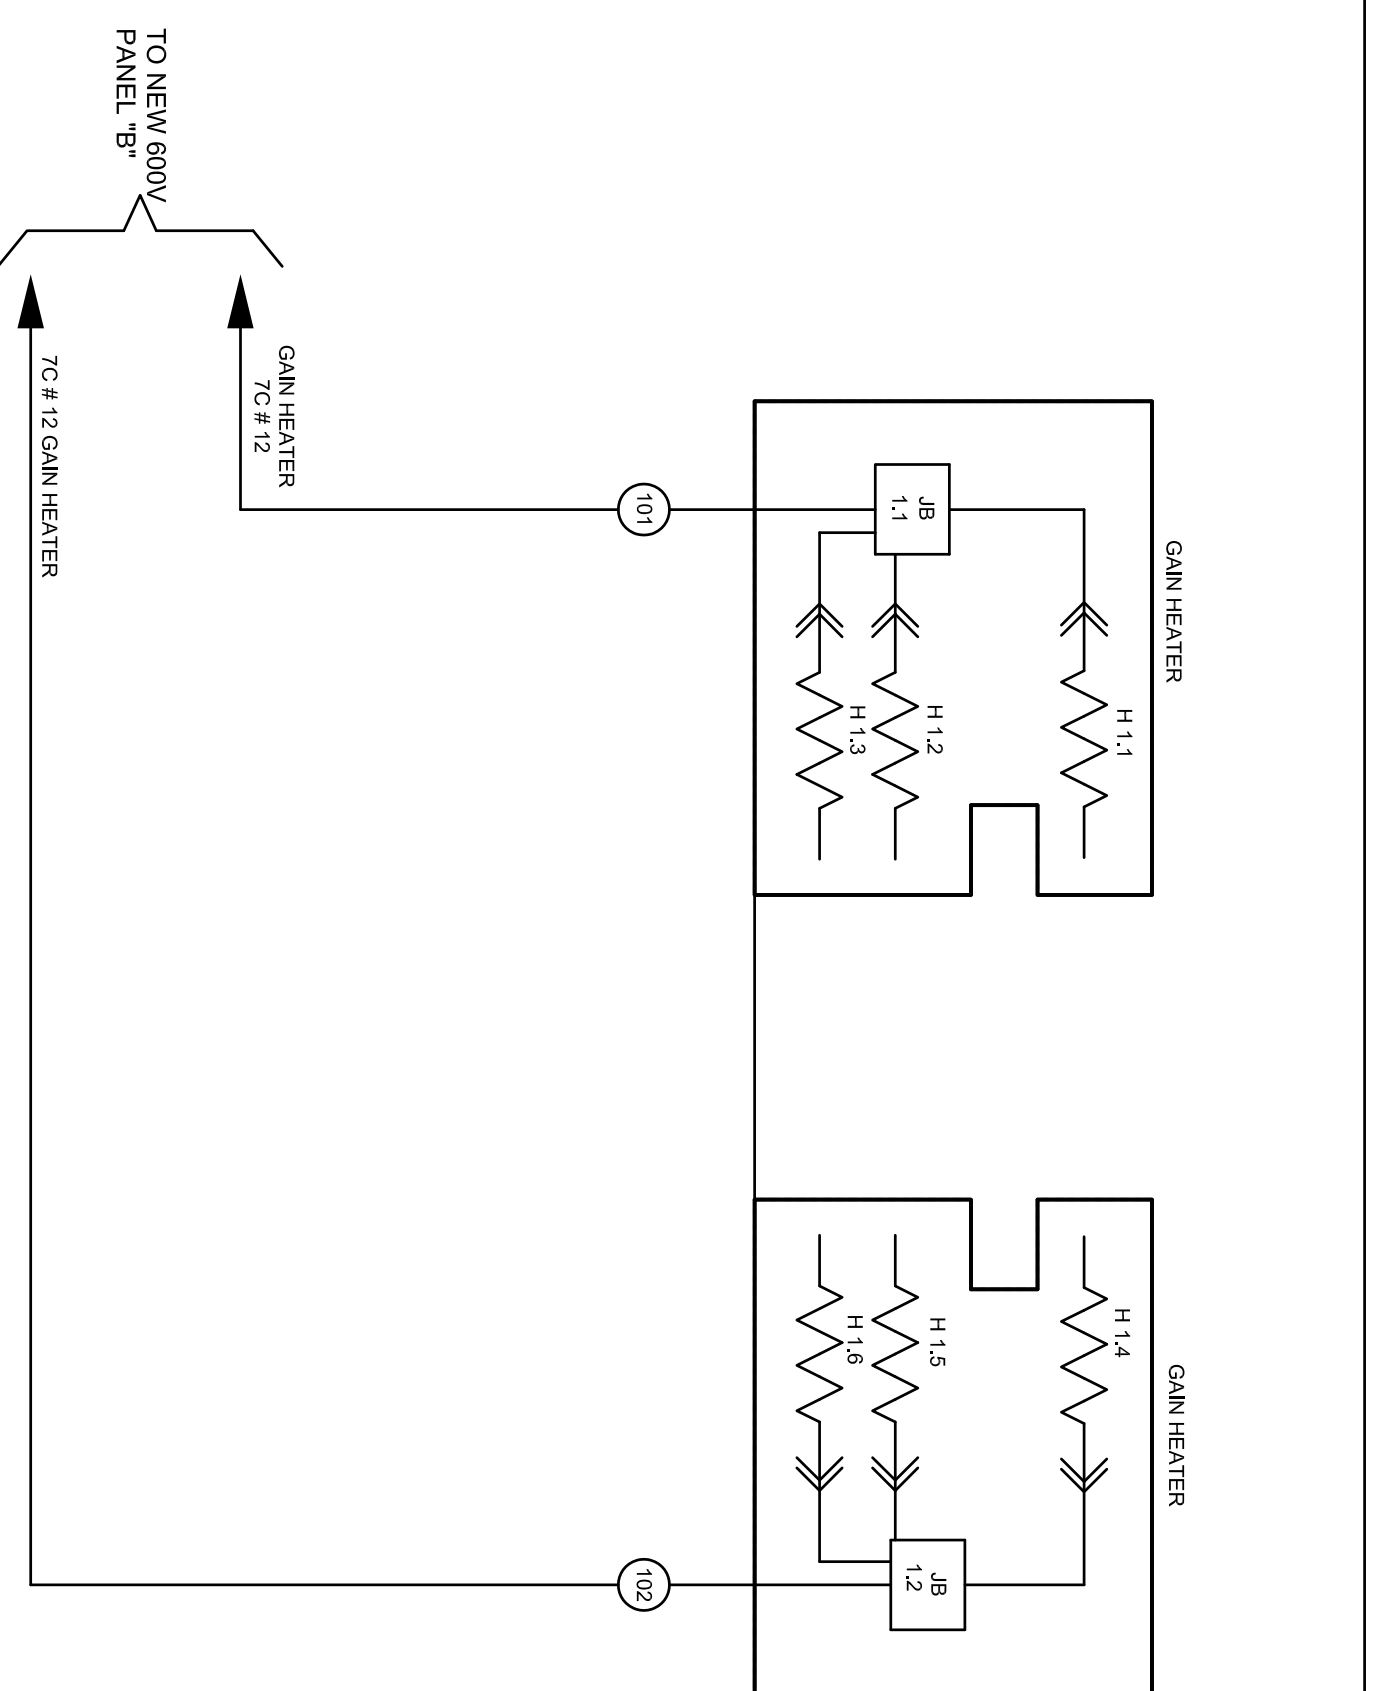 GAIN HEATER
GAIN HEATER
H 1.1
H 1.4
JB
1.1
H 1.2
H 1.3
H 1.5
H 1.6
JB
1.2
101
102
GAIN HEATER
7C # 12
TO NEW 600V
PANEL "B"
7C # 12 GAIN HEATER